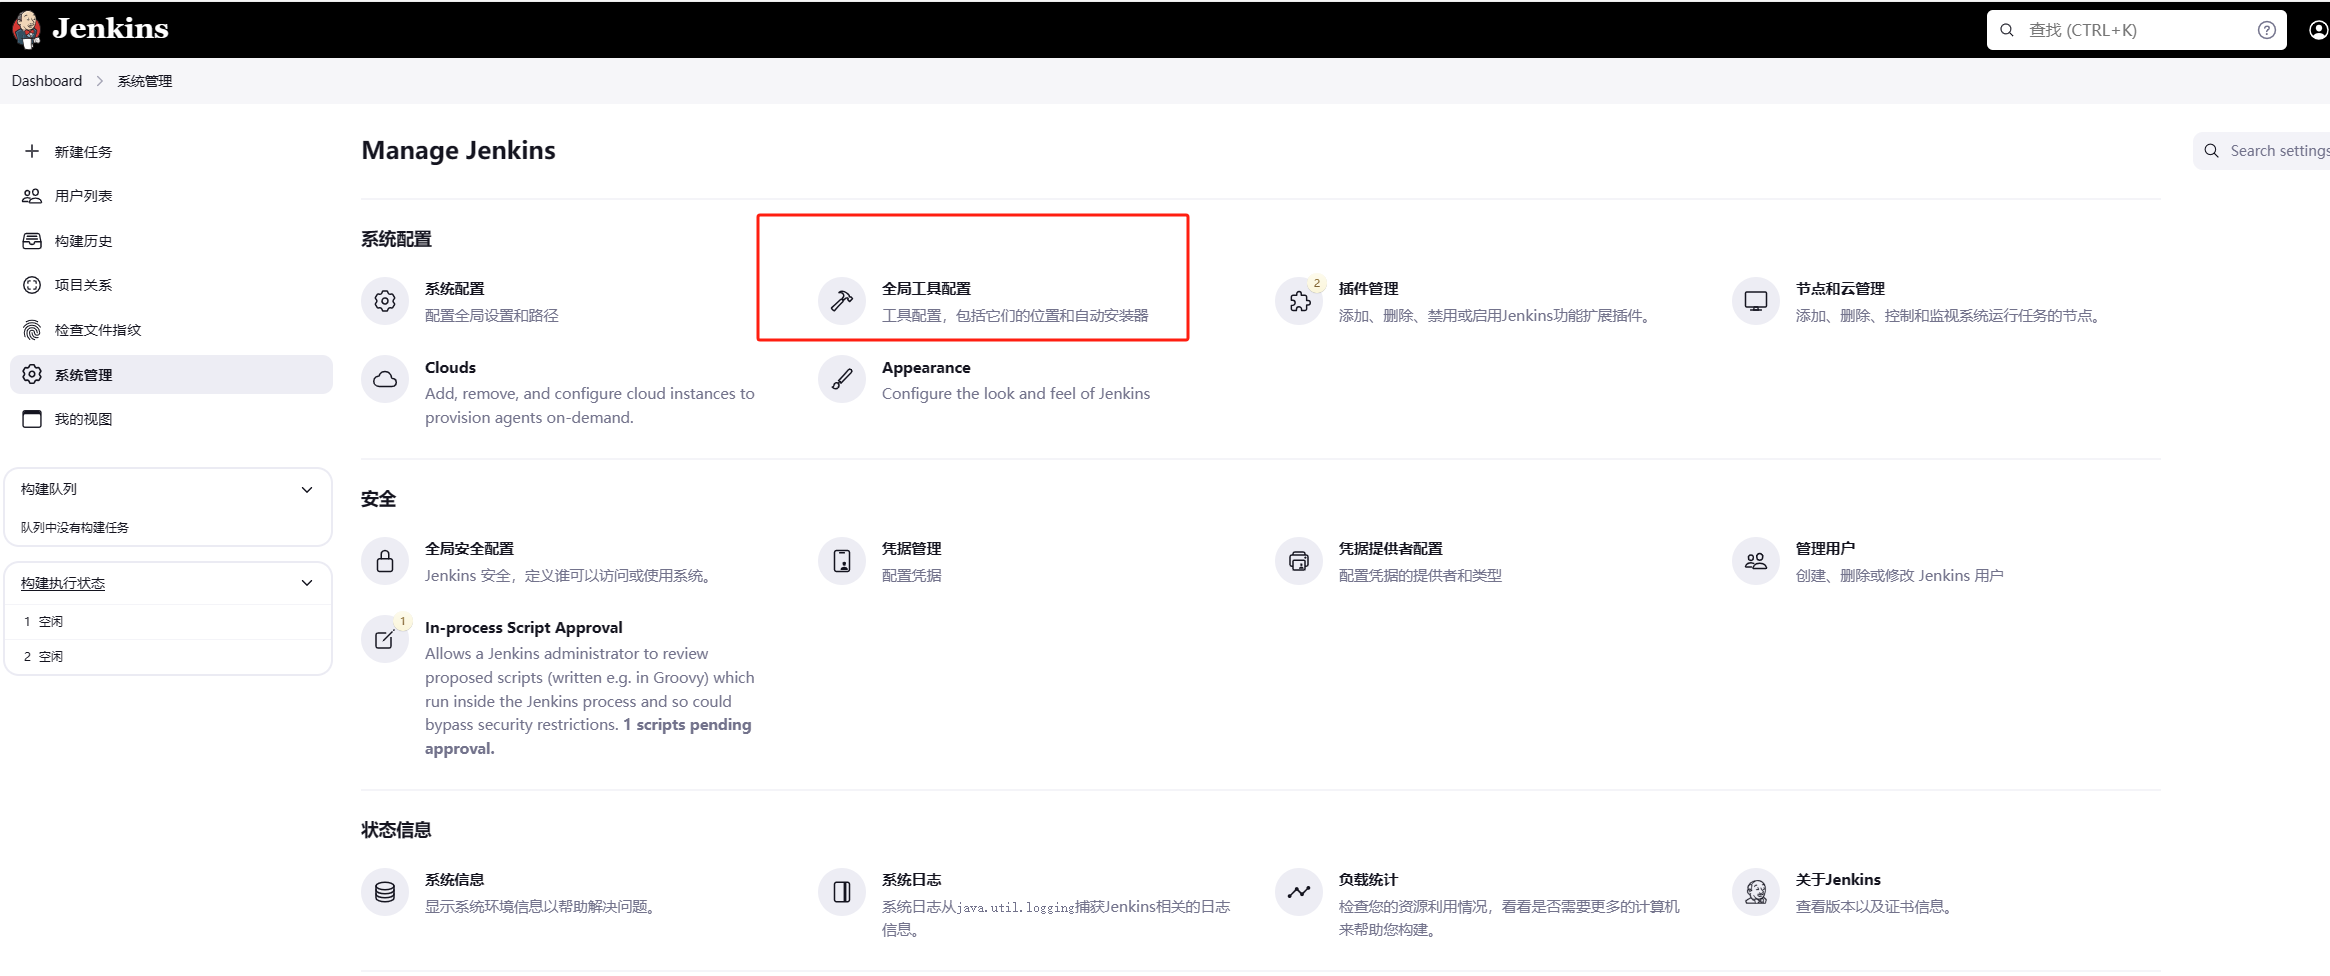 Jenkins
查找 (CTRL+K)
Dashboard
系统管理
新建任务
用户列表
构建历史
项目关系
检查文件指纹
系统管理
我的视图
构建队列
队列中没有构建任务
构建执行状态
1 空闲
2 空闲
Manage Jenkins
Search settings
系统配置
系统配置
配置全局设置和路径
全局工具配置
工具配置，包括它们的位置和自动安装器
2
插件管理
添加、删除、禁用或启用Jenkins功能扩展插件。
节点和云管理
添加、删除、控制和监视系统运行任务的节点。
Clouds
Add, remove, and configure cloud instances to
provision agents on-demand.
Appearance
Configure the look and feel of Jenkins
安全
全局安全配置
Jenkins 安全，定义谁可以访问或使用系统。
凭据管理
配置凭据
凭据提供者配置
配置凭据的提供者和类型
管理用户
创建、删除或修改 Jenkins 用户
1
In-process Script Approval
Allows a Jenkins administrator to review
proposed scripts (written e.g. in Groovy) which
run inside the Jenkins process and so could
bypass security restrictions. 1 scripts pending
approval.
状态信息
系统信息
显示系统环境信息以帮助解决问题。
系统日志
系统日志从java.util.logging捕获Jenkins相关的日志
信息。
负载统计
检查您的资源利用情况，看看是否需要更多的计算机
来帮助您构建。
关于Jenkins
查看版本以及证书信息。